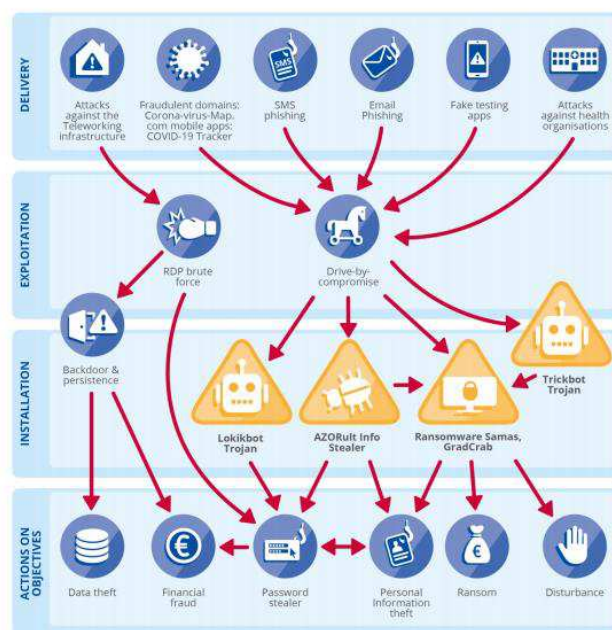 DELIVERY
SMS
Attacks
against the
Teleworking
infrastructure
Fraudulent domains:
Corona-virus-Map.
com mobile apps:
COVID-19 Tracker
SMS
phishing
Email
Phishing
Fake testing
apps
Attacks
against health
organisations
EXPLOITATION
RDP brute
force
Drive-by-
compromise
INSTALLATION
Backdoor &
persistence
Lokikbot
Trojan
AZORult Info
Stealer
Ransomware Samas,
GradCrab
Trickbot
Trojan
ACTIONS ON
OBJECTIVES
€
€
Data theft
Financial
fraud
Password
stealer
Personal
Information
theft
Ransom
Disturbance